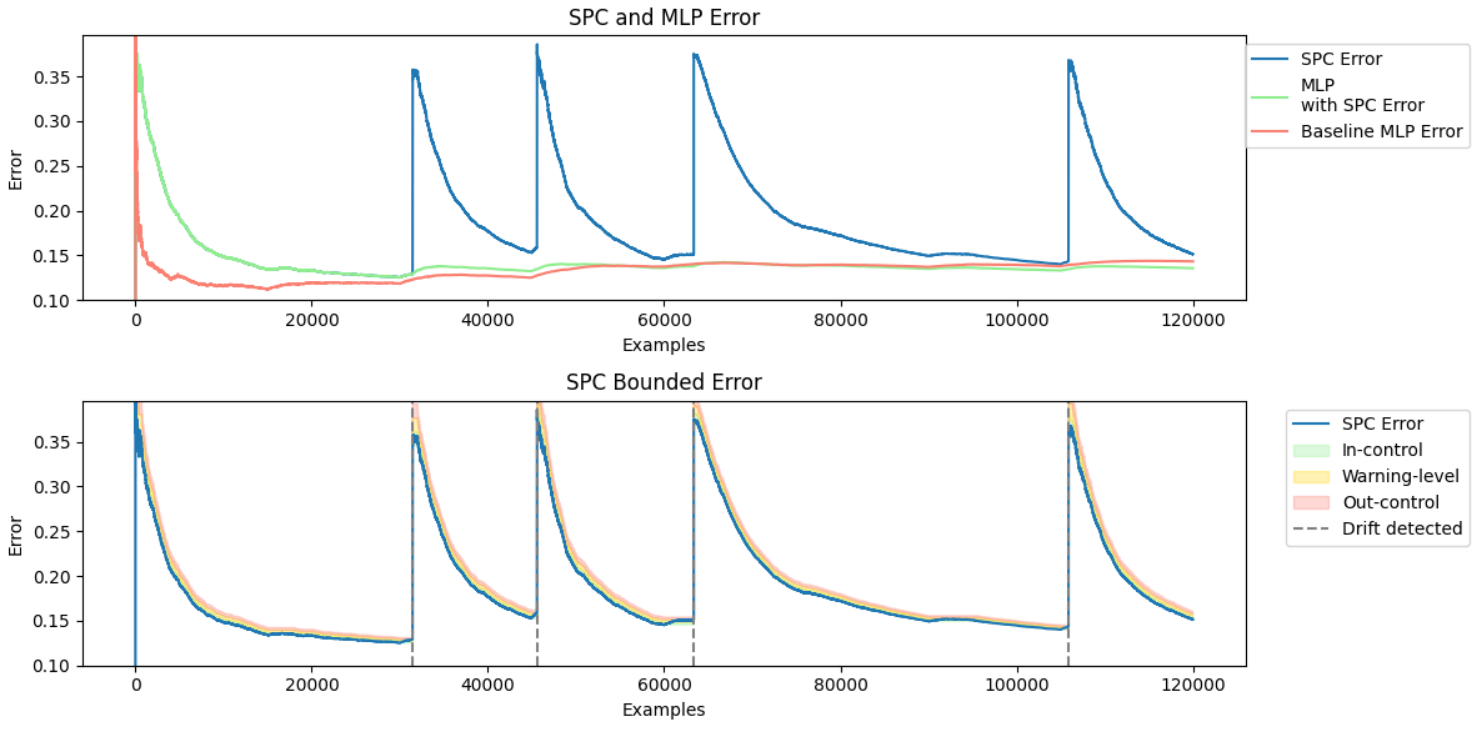 SPC and MLP Error
0.35
0.30
0.25
0.20
0.15
0.10
Error
0
20000
40000
60000
80000
100000
120000
Examples
SPC Error
MLP
with SPC Error
Baseline MLP Error
SPC Bounded Error
0.35
0.30
0.25
0.20
0.15
0.10
Error
0
20000
40000
60000
80000
100000
120000
Examples
SPC Error
In-control
Warning-level
Out-control
Drift detected